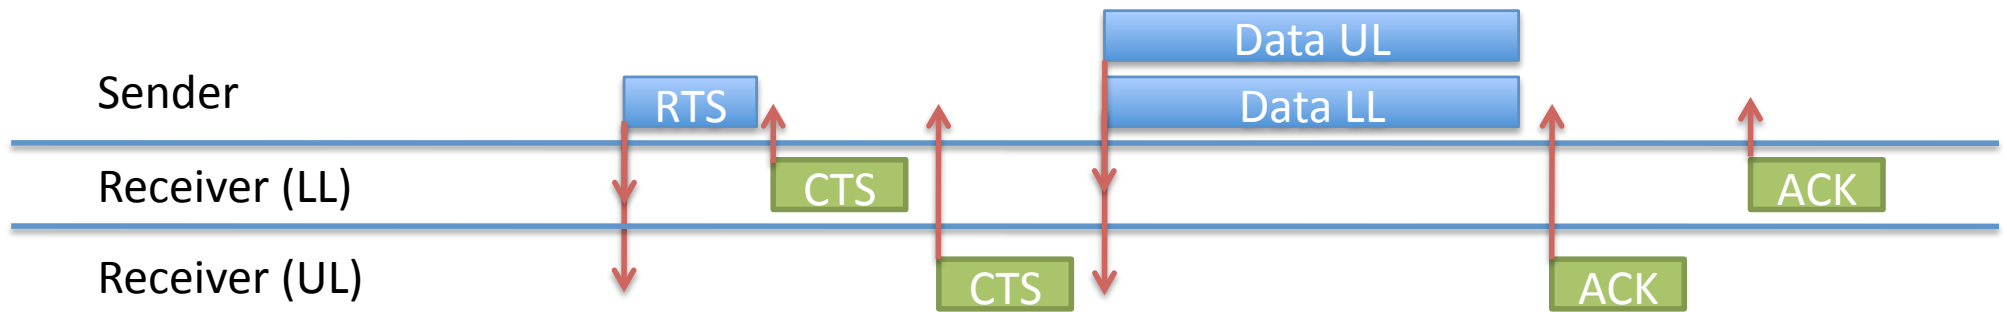 Data UL
Sender RTS Data LL
Receiver (LL) CTS ACK
Receiver (UL) CTS ACK